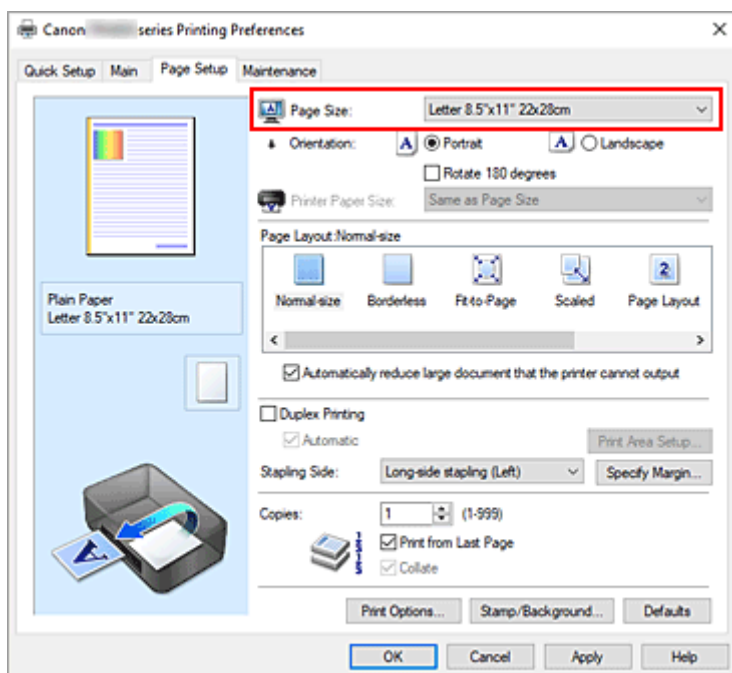 Canon series Printing Preferences
Quick Setup Main Page Setup Maintenance
Page Size: Letter 8.5"x11" 22x28cm
Orientation: A Portrait A Landscape
Rotate 180 degrees
Printer Paper Size: Same as Page Size
Page Layout:Normal-size
2
Normal-size Borderless Fit-to-Page Scaled Page Layout
Plain Paper
Letter 8.5"x11" 22x28cm
Automatically reduce large document that the printer cannot output
Duplex Printing
Automatic Print Area Setup...
Stapling Side: Long-side stapling (Left) Specify Margin...
Copies: 1 (1-999)
Print from Last Page
Collate
A
Print Options... Stamp/Background... Defaults
OK Cancel Apply Help